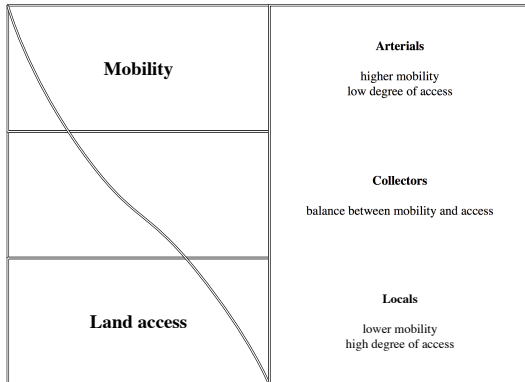 Mobility
Arterials
higher mobility
low degree of access
Collectors
balance between mobility and access
Land access
Locals
lower mobility
high degree of access